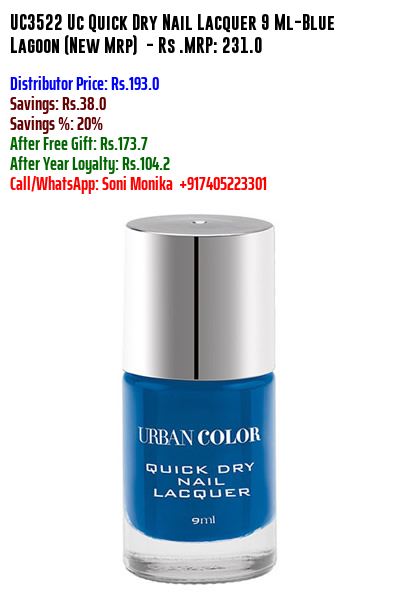 UC3522 Uc Quick Dry Nail Lacquer 9 Ml-Blue
Lagoon (New Mrp) - Rs .MRP: 231.0
Distributor Price: Rs.193.0
Savings: Rs.38.0
Savings %: 20%
After Free Gift: Rs.173.7
After Year Loyalty: Rs.104.2
Call/WhatsApp: Soni Monika +917405223301
URBAN COLOR
QUICK DRY
NAIL
LACQUER
9ml